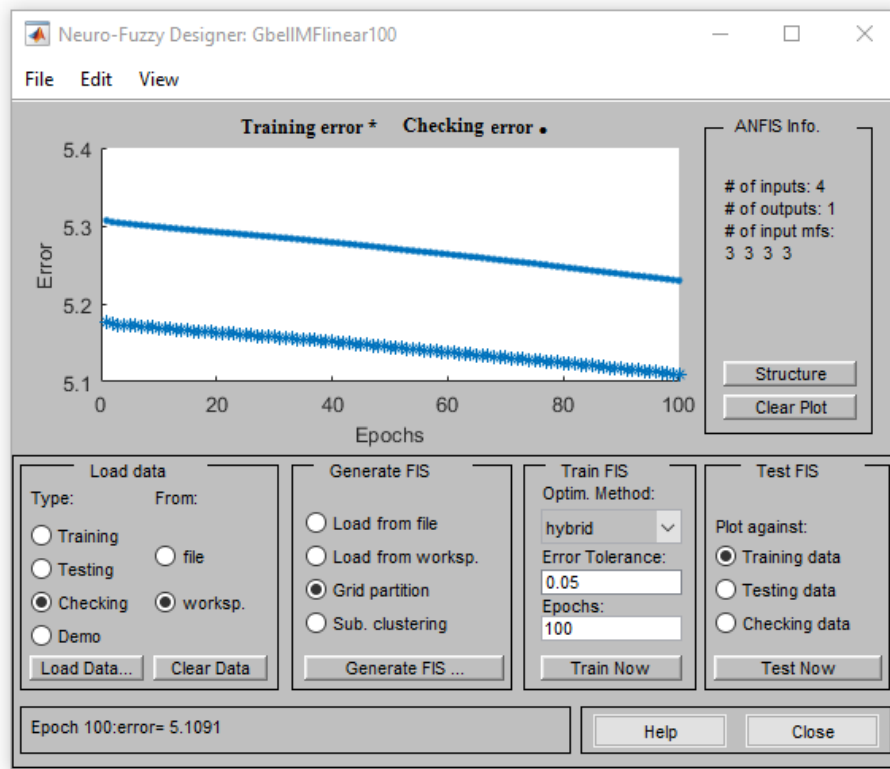 Neuro-Fuzzy Designer: GbellMFlinear100
File Edit View
Training error * Checking error •
5.4
5.3
5.2
5.1
Error
0 20 40 60 80 100
Epochs
ANFIS Info.
# of inputs: 4
# of outputs: 1
# of input mfs:
3 3 3 3
Structure
Clear Plot
Load data
Type: From:
Training
Testing
Checking
Demo
file
worksp.
Load Data... Clear Data
Generate FIS
Load from file
Load from worksp.
Grid partition
Sub. clustering
Generate FIS ...
Train FIS
Optim. Method:
hybrid
Error Tolerance:
0.05
Epochs:
100
Train Now
Test FIS
Plot against:
Training data
Testing data
Checking data
Test Now
Epoch 100:error= 5.1091
Help Close